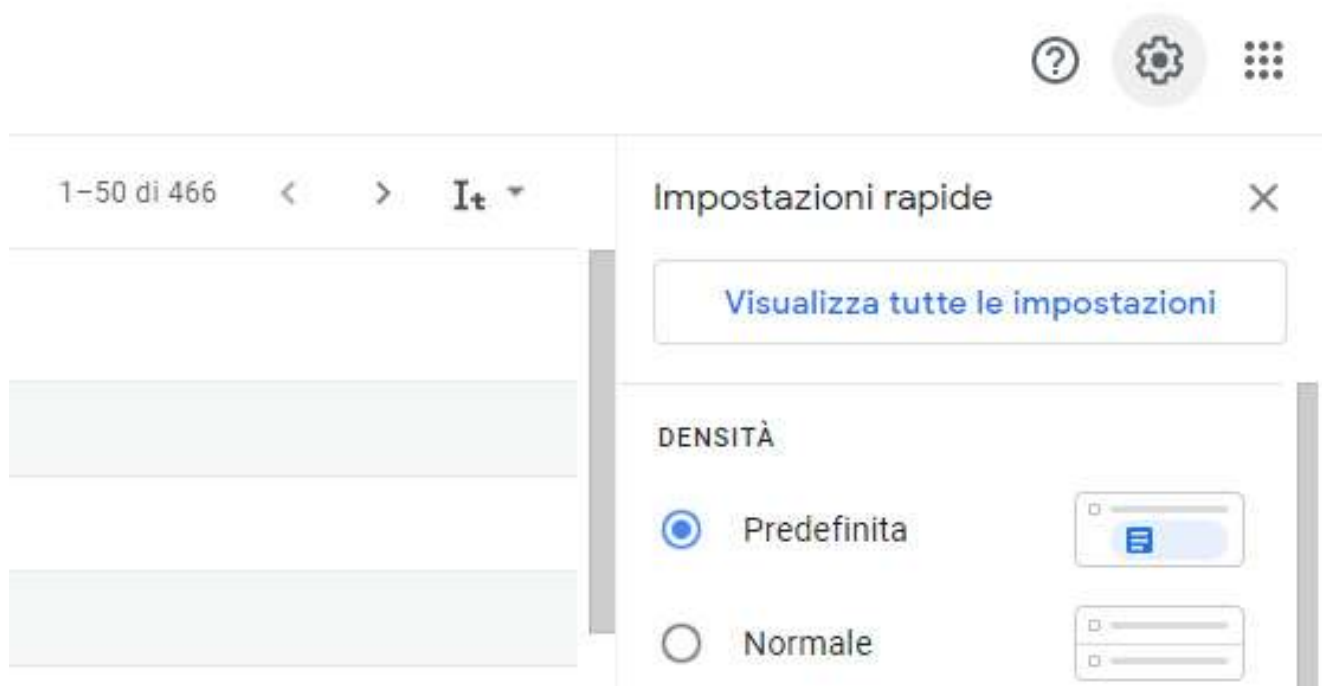 1–50 di 466
Impostazioni rapide
Visualizza tutte le impostazioni
DENSITÀ
Predefinita
Normale